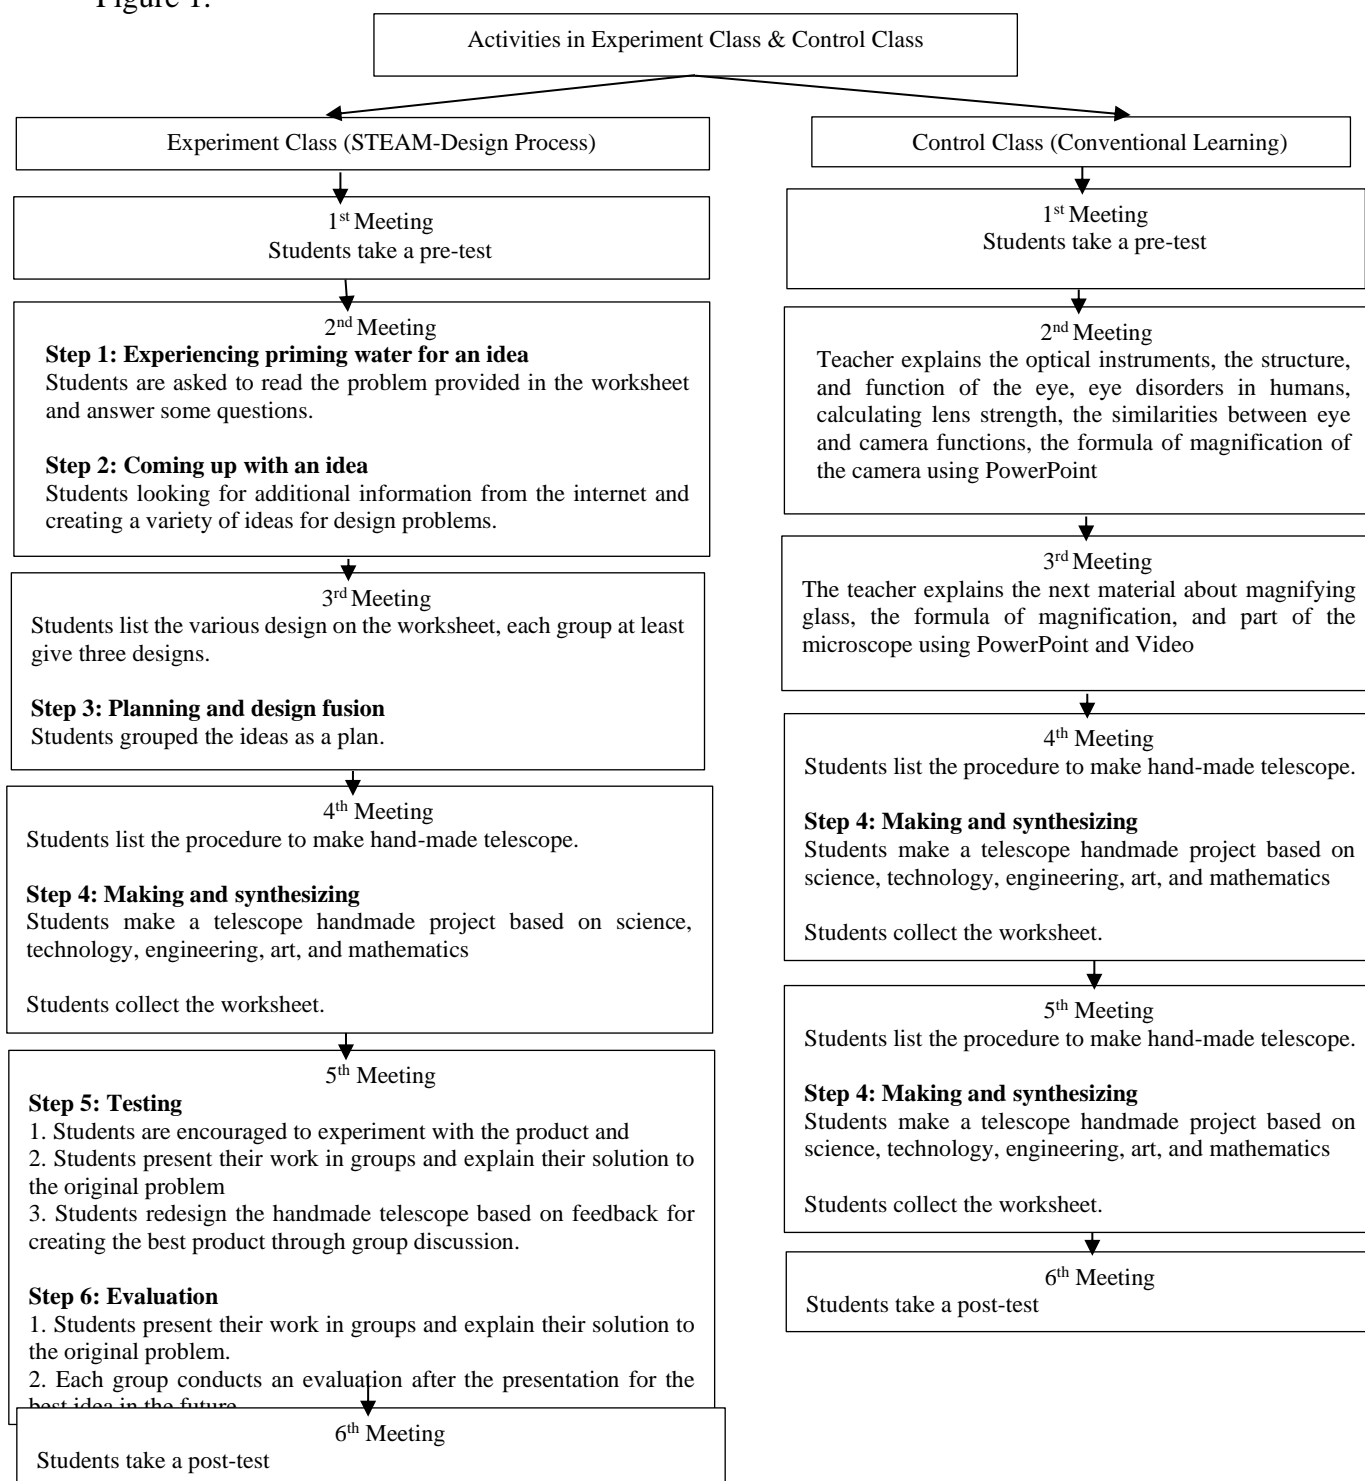 Figure 1.
Activities in Experiment Class & Control Class
Experiment Class (STEAM-Design Process)
1st Meeting
Students take a pre-test
2nd Meeting
Step 1: Experiencing priming water for an idea
Students are asked to read the problem provided in the worksheet
and answer some questions.
Step 2: Coming up with an idea
Students looking for additional information from the internet and
creating a variety of ideas for design problems.
3rd Meeting
Students list the various design on the worksheet, each group at least
give three designs.
Step 3: Planning and design fusion
Students grouped the ideas as a plan.
4th Meeting
Students list the procedure to make hand-made telescope.
Step 4: Making and synthesizing
Students make a telescope handmade project based on science,
technology, engineering, art, and mathematics
Students collect the worksheet.
5th Meeting
Step 5: Testing
1. Students are encouraged to experiment with the product and
2. Students present their work in groups and explain their solution to
the original problem
3. Students redesign the handmade telescope based on feedback for
creating the best product through group discussion.
Step 6: Evaluation
1. Students present their work in groups and explain their solution to
the original problem.
2. Each group conducts an evaluation after the presentation for the
best idea in the future
6th Meeting
Students take a post-test
Control Class (Conventional Learning)
1st Meeting
Students take a pre-test
2nd Meeting
Teacher explains the optical instruments, the structure,
and function of the eye, eye disorders in humans,
calculating lens strength, the similarities between eye
and camera functions, the formula of magnification of
the camera using PowerPoint
3rd Meeting
The teacher explains the next material about magnifying
glass, the formula of magnification, and part of the
microscope using PowerPoint and Video
4th Meeting
Students list the procedure to make hand-made telescope.
Step 4: Making and synthesizing
Students make a telescope handmade project based on
science, technology, engineering, art, and mathematics
Students collect the worksheet.
5th Meeting
Students list the procedure to make hand-made telescope.
Step 4: Making and synthesizing
Students make a telescope handmade project based on
science, technology, engineering, art, and mathematics
Students collect the worksheet.
6th Meeting
Students take a post-test